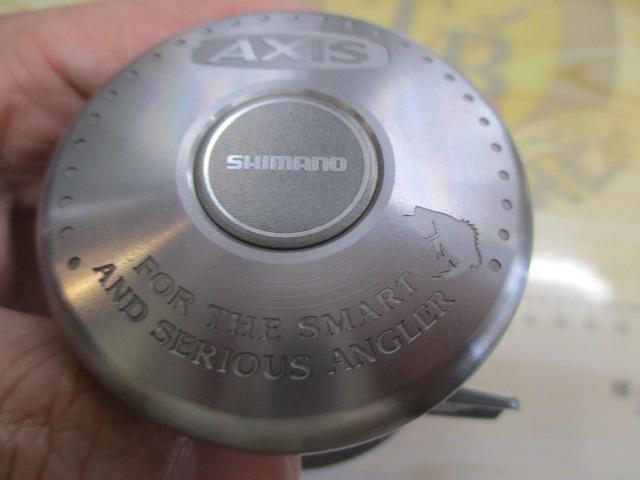 AXIS
SHIMANO
FOR THE SMART
AND SERIOUS ANGLER